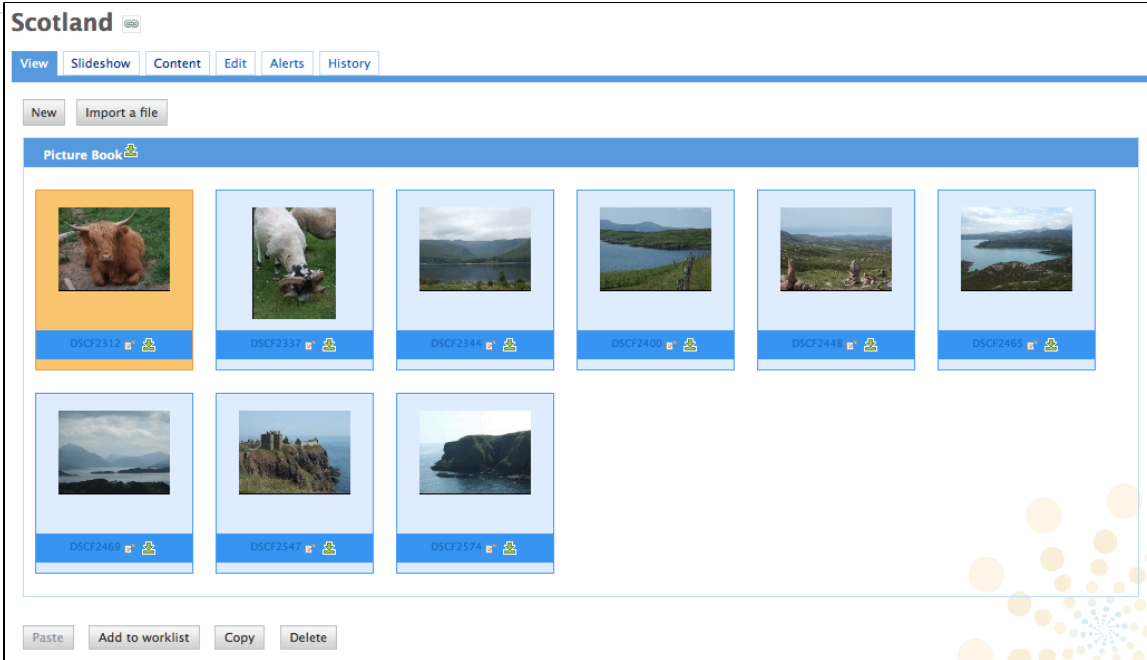 Scotland
View Slideshow Content Edit Alerts History
New Import a file
Picture Book
DSCF2312 DSCF2337 DSCF2344 DSCF2400 DSCF2448 DSCF2465
DSCF2469 DSCF2547 DSCF2574
Paste Add to worklist Copy Delete